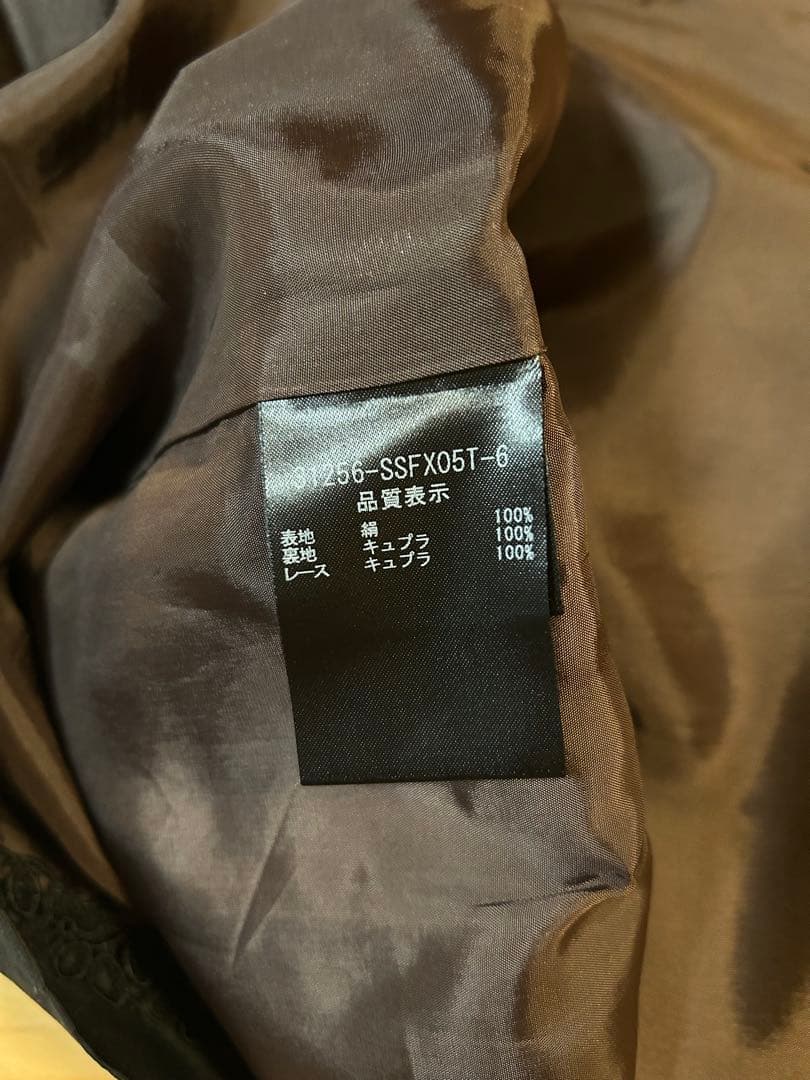 31256-SSFX05T-6
品質表示
表地 絹 100%
裏地 キュプラ 100%
レース キュプラ 100%